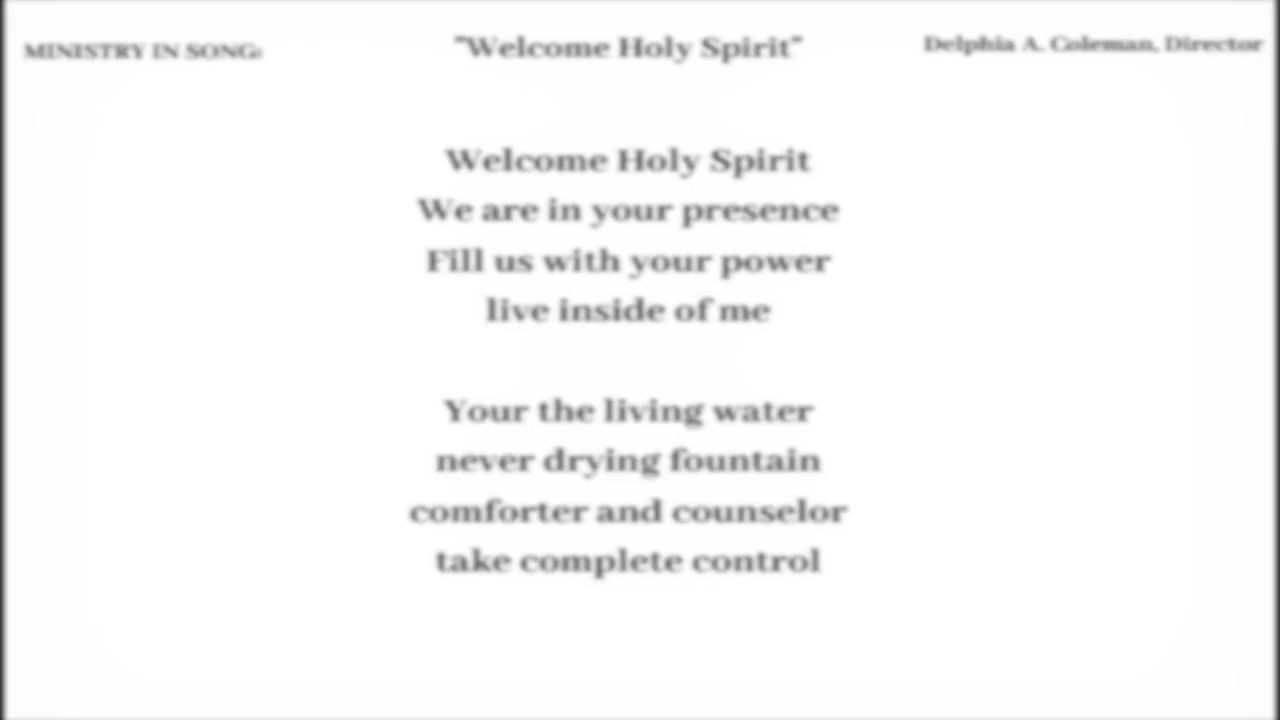 MINISTRY IN SONG:
"Welcome Holy Spirit"
Delphia A. Coleman, Director
Welcome Holy Spirit
We are in your presence
Fill us with your power
live inside of me
Your the living water
never drying fountain
comforter and counselor
take complete control